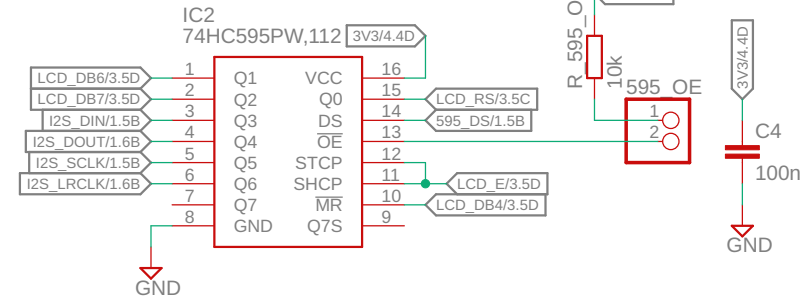 IC2
74HC595PW,112
3V3/4.4D
LCD_DB6/3.5D
1
Q1
VCC
16
LCD_DB7/3.5D
2
Q2
Q0
15
LCD_RS/3.5C
I2S_DIN/1.5B
3
Q3
DS
14
595_DS/1.5B
I2S_DOUT/1.6B
4
Q4
OE
13
I2S_SCLK/1.5B
5
Q5
STCP
12
I2S_LRCLK/1.6B
6
Q6
SHCP
11
LCD_E/3.5D
7
Q7
MR
10
LCD_DB4/3.5D
8
GND
Q7S
9
GND
R_595_O
10k
595_OE
1
2
3V3/4.4D
C4
100n
GND